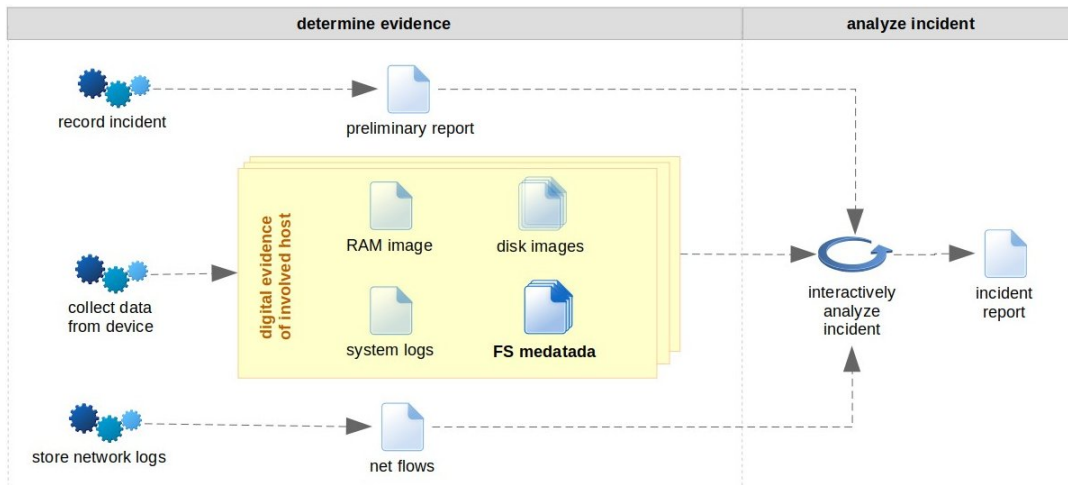 determine evidence
analyze incident
record incident
preliminary report
digital evidence
of involved host
RAM image
disk images
collect data
from device
system logs
FS medatada
interactively
analyze
incident
incident
report
store network logs
net flows